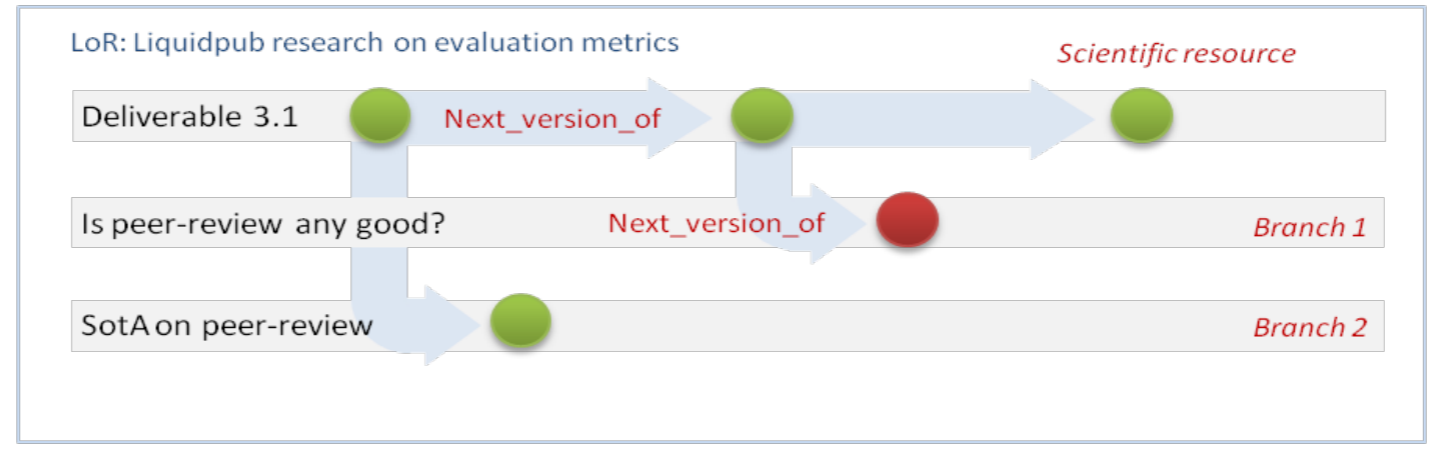 LoR: Liquidpub research on evaluation metrics
Scientific resource
Deliverable 3.1
Next_version_of
Is peer-review any good?
Next_version_of
Branch 1
SotA on peer-review
Branch 2